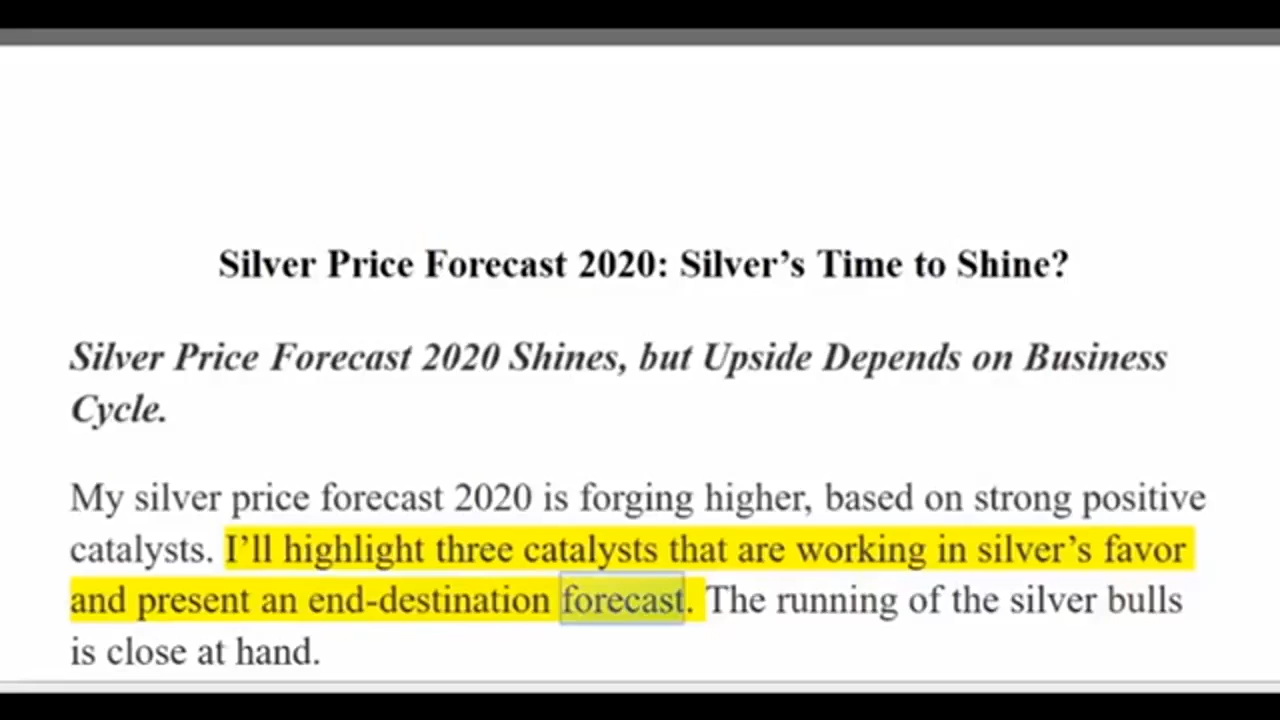 Silver Price Forecast 2020: Silver’s Time to Shine?
Silver Price Forecast 2020 Shines, but Upside Depends on Business
Cycle.
My silver price forecast 2020 is forging higher, based on strong positive
catalysts. I’ll highlight three catalysts that are working in silver’s favor
and present an end-destination forecast. The running of the silver bulls
is close at hand.